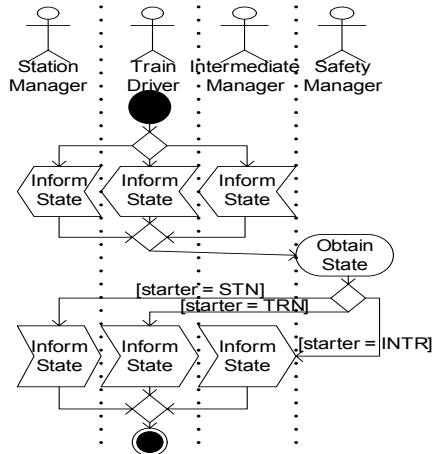 Station Manager
Train Driver
Intermediate Manager
Safety Manager
Inform State
Inform State
Inform State
Obtain State
[starter = STN]
[starter = TRN]
[starter = INTR]
Inform State
Inform State
Inform State